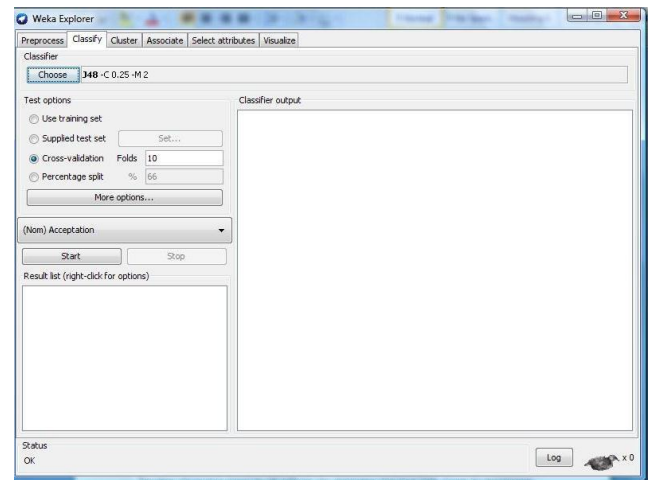 Weka Explorer
Preprocess Classify Cluster Associate Select attributes Visualize
Classifier
Choose J48 -C 0.25 -M 2
Test options
Classifier output
Use training set
Supplied test set Set...
Cross-validation Folds 10
Percentage split % 66
More options...
(Nom) Acceptation
Start Stop
Result list (right-click for options)
Status
OK
Log x 0